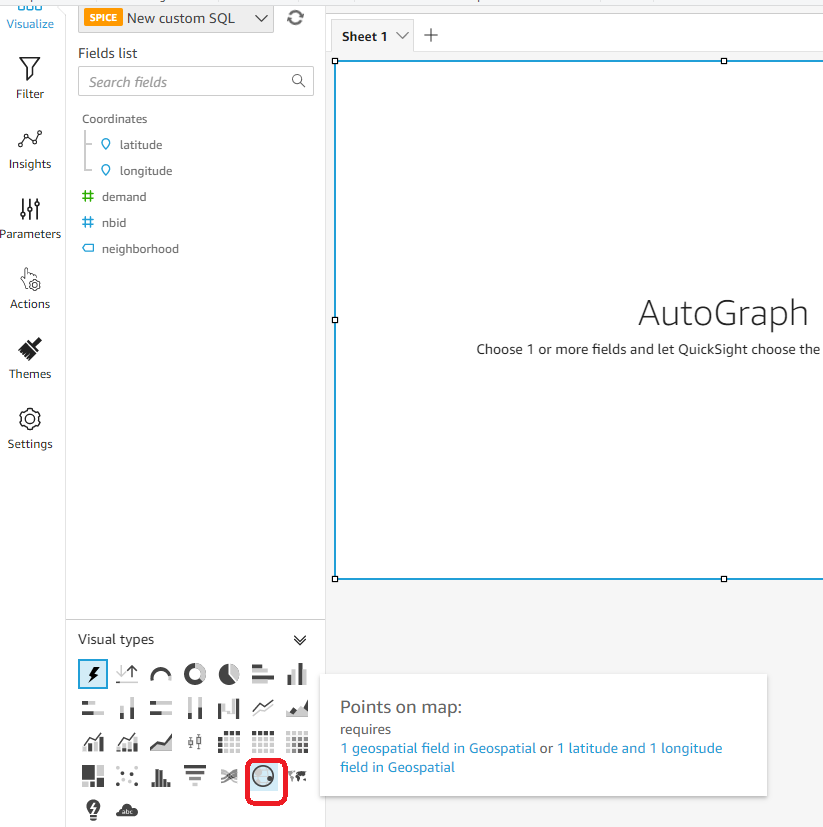 Visualize
Filter
Insights
Parameters
Actions
Themes
Settings
SPICE New custom SQL
Fields list
Search fields
Coordinates
latitude
longitude
demand
nbid
neighborhood
Visual types
abc
Sheet 1
AutoGraph
Choose 1 or more fields and let QuickSight choose the
Points on map:
requires
1 geospatial field in Geospatial or 1 latitude and 1 longitude
field in Geospatial